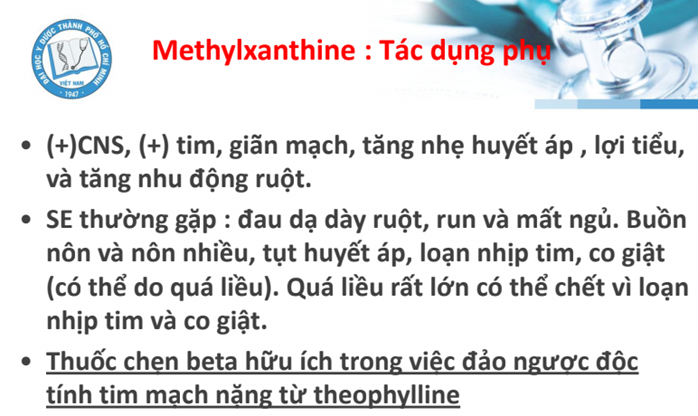 ĐẠI HỌC Y DƯỢC THÀNH PHỐ HỒ CHÍ MINH
VIỆT NAM
1947
Methylxanthine : Tác dụng phụ
• (+)CNS, (+) tim, giãn mạch, tăng nhẹ huyết áp , lợi tiểu,
và tăng nhu động ruột.
• SE thường gặp : đau dạ dày ruột, run và mất ngủ. Buồn
nôn và nôn nhiều, tụt huyết áp, loạn nhịp tim, co giật
(có thể do quá liều). Quá liều rất lớn có thể chết vì loạn
nhịp tim và co giật.
• Thuốc chẹn beta hữu ích trong việc đảo ngược độc
tính tim mạch nặng từ theophylline